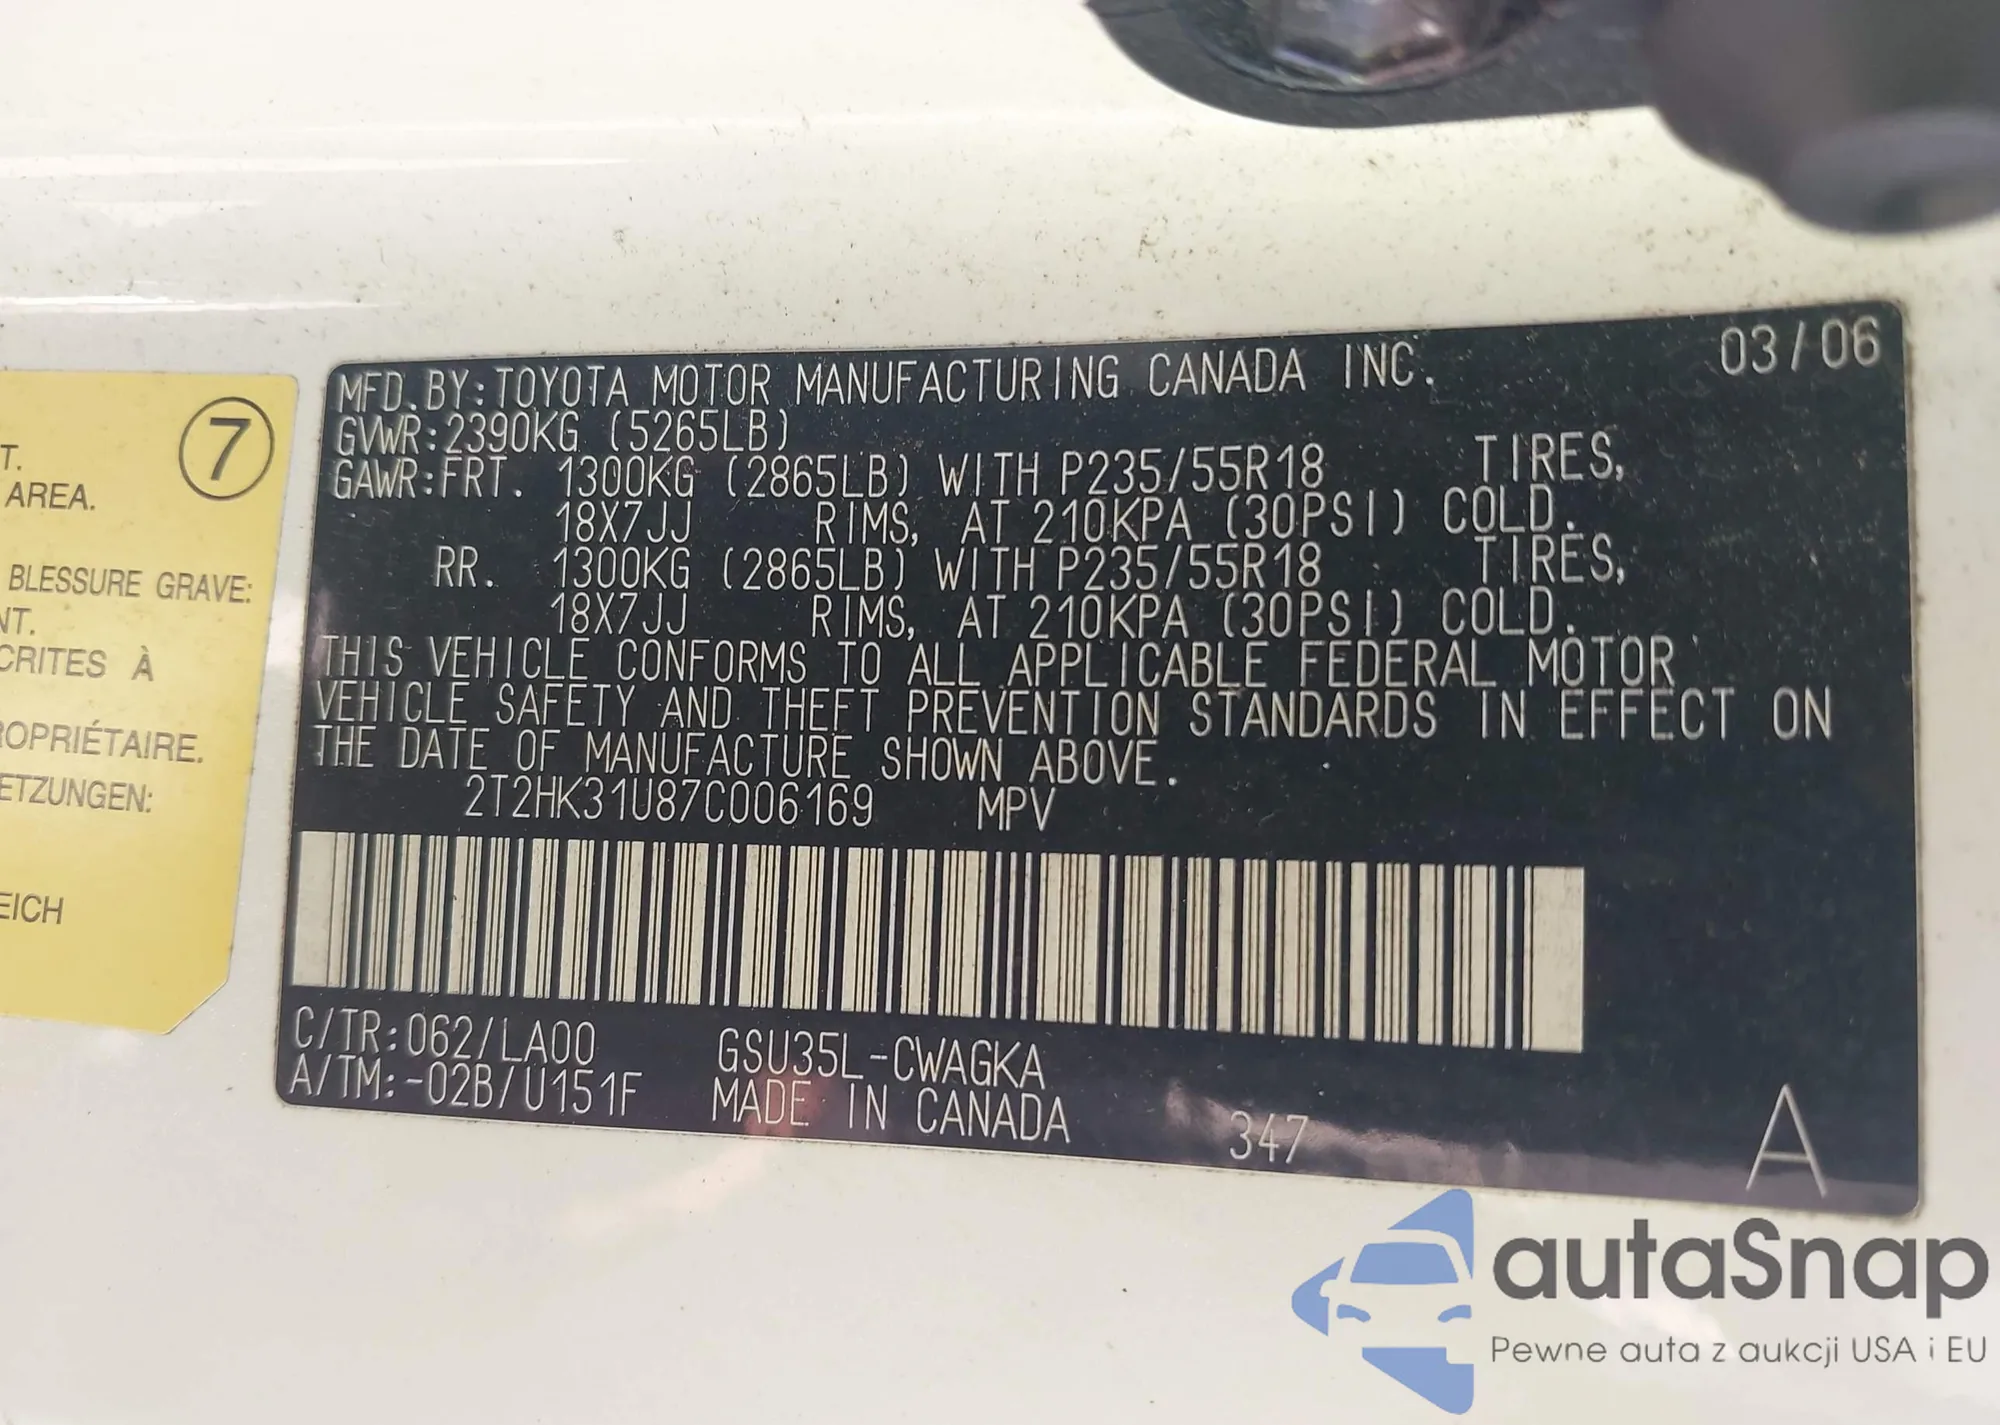 MFD.BY:TOYOTA MOTOR MANUFACTURING CANADA INC. 03/06
GVWR:2390KG (5265LB)
GAWR:FRT. 1300KG (2865LB) WITH P235/55R18 TIRES,
18X7JJ RIMS, AT 210KPA (30PSI) COLD.
RR. 1300KG (2865LB) WITH P235/55R18 TIRES,
18X7JJ RIMS, AT 210KPA (30PSI) COLD.
THIS VEHICLE CONFORMS TO ALL APPLICABLE FEDERAL MOTOR
VEHICLE SAFETY AND THEFT PREVENTION STANDARDS IN EFFECT ON
THE DATE OF MANUFACTURE SHOWN ABOVE.
2T2HK31U87C006169 MPV
C/TR:062/LA00 GSU35L-CWAGKA
A/TM:-02B/U151F MADE IN CANADA 347 A
7
T.
AREA.
BLESSURE GRAVE:
NT.
CRITES À
ROPRIÉTAIRE.
ETZUNGEN:
EICH
autaSnap
Pewne auta z aukcji USA i EU